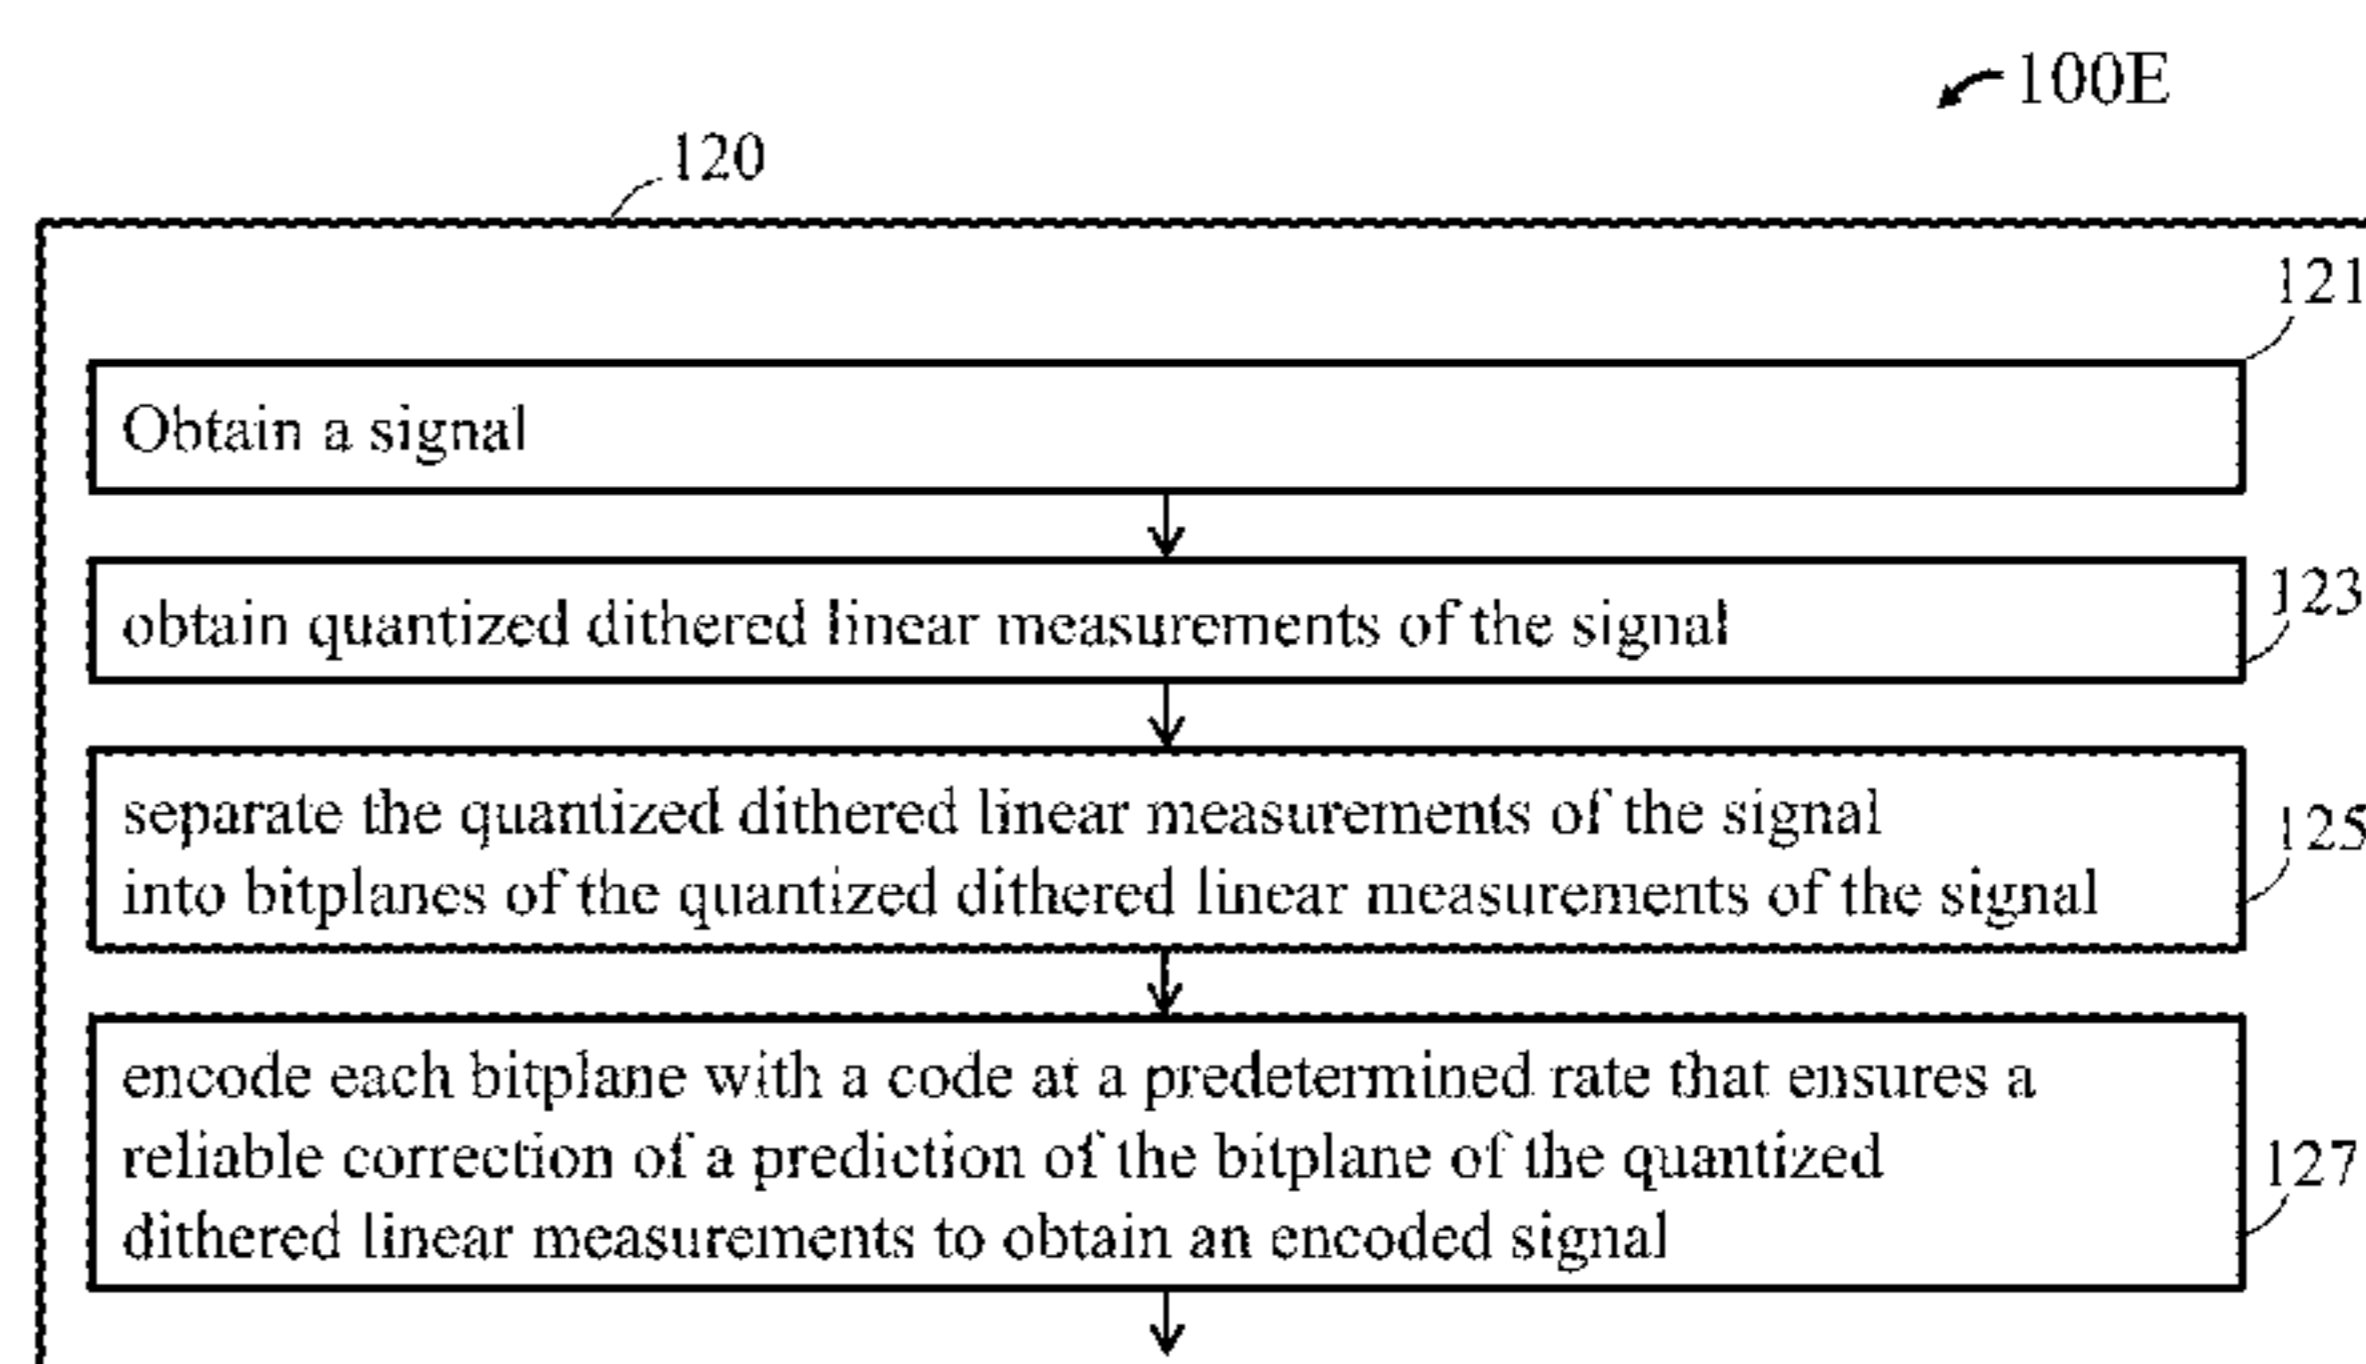 100E
120
121
Obtain a signal
123
obtain quantized dithered linear measurements of the signal
separate the quantized dithered linear measurements of the signal
125
into bitplanes of the quantized dithered linear measurements of the signal
encode each bitplane with a code at a predetermined rate that ensures a
reliable correction of a prediction of the bitplane of the quantized
127
dithered linear measurements to obtain an encoded signal